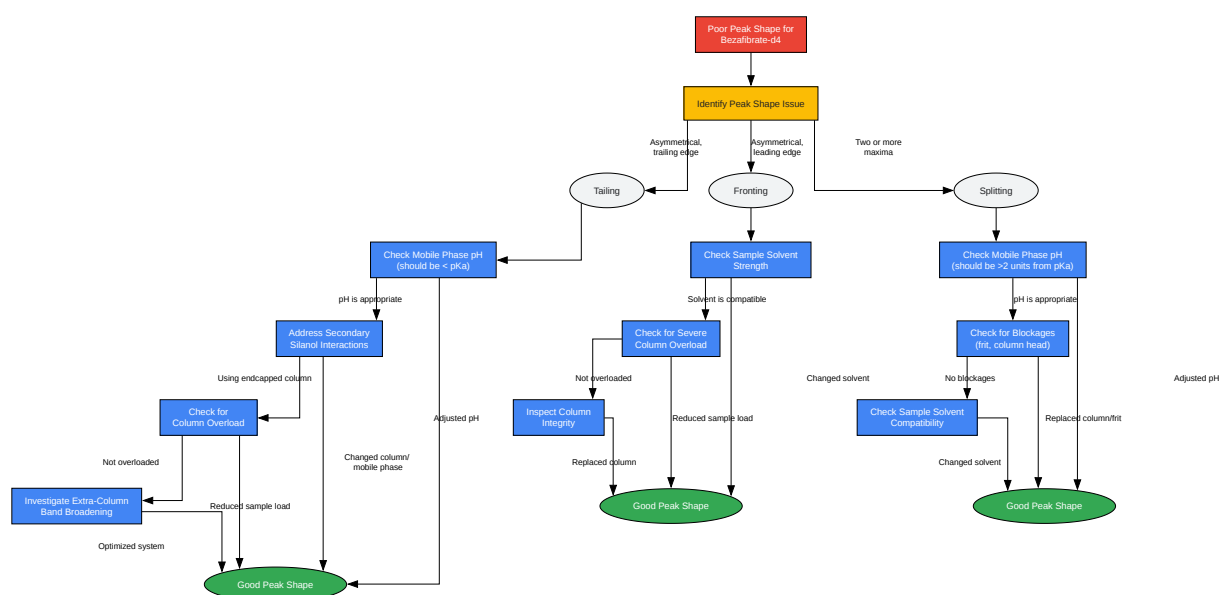 Poor Peak Shape for
Bezafibrate-d4
Identify Peak Shape Issue
Asymmetrical,
trailing edge
Asymmetrical,
leading edge
Two or more
maxima
Tailing
Fronting
Splitting
Check Mobile Phase pH
(should be < pKa)
Check Sample Solvent
Strength
Check Mobile Phase pH
(should be >2 units from pKa)
pH is appropriate
Solvent is compatible
pH is appropriate
Address Secondary
Silanol Interactions
Check for Severe
Column Overload
Check for Blockages
(frit, column head)
Using endcapped column
Not overloaded
Changed solvent
No blockages
Adjusted pH
Check for
Column Overload
Adjusted pH
Inspect Column
Integrity
Reduced sample load
Check Sample Solvent
Compatibility
Replaced column/frit
Not overloaded
Changed column/
mobile phase
Replaced column
Changed solvent
Investigate Extra-Column
Band Broadening
Reduced sample load
Good Peak Shape
Good Peak Shape
Optimized system
Good Peak Shape